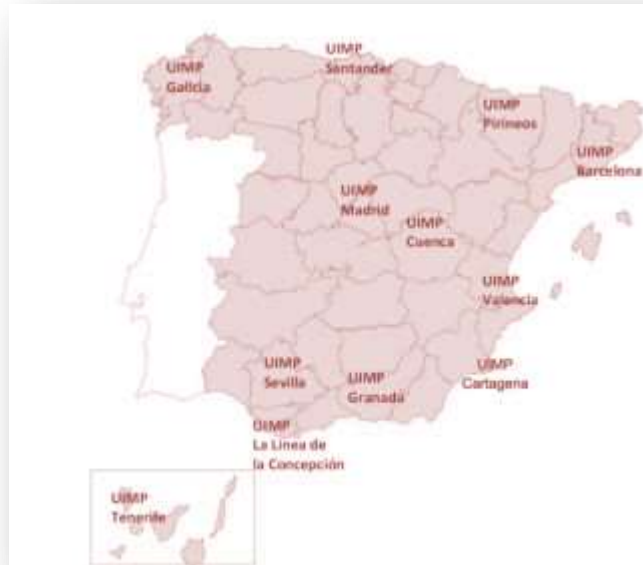 UIMP
Santander
UIMP
Galicia
UIMP
Pirineos
UIMP
Barcelona
UIMP
Madrid
UIMP
Cuenca
UIMP
Valencia
UIMP
Sevilla
UIMP
Granada
UIMP
Cartagena
UIMP
La Línea de
la Concepción
UIMP
Tenerife